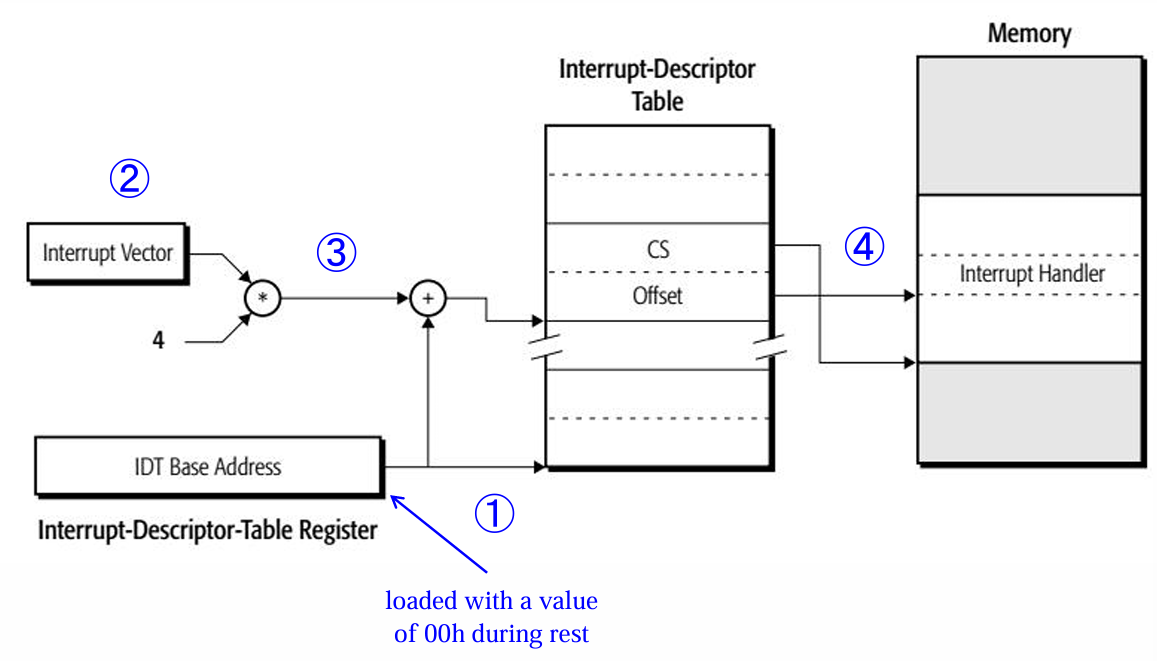 Memory
Interrupt-Descriptor
Table
②
Interrupt Vector
③
CS
④
*
+
Offset
Interrupt Handler
4
IDT Base Address
①
Interrupt-Descriptor-Table Register
loaded with a value
of 00h during rest